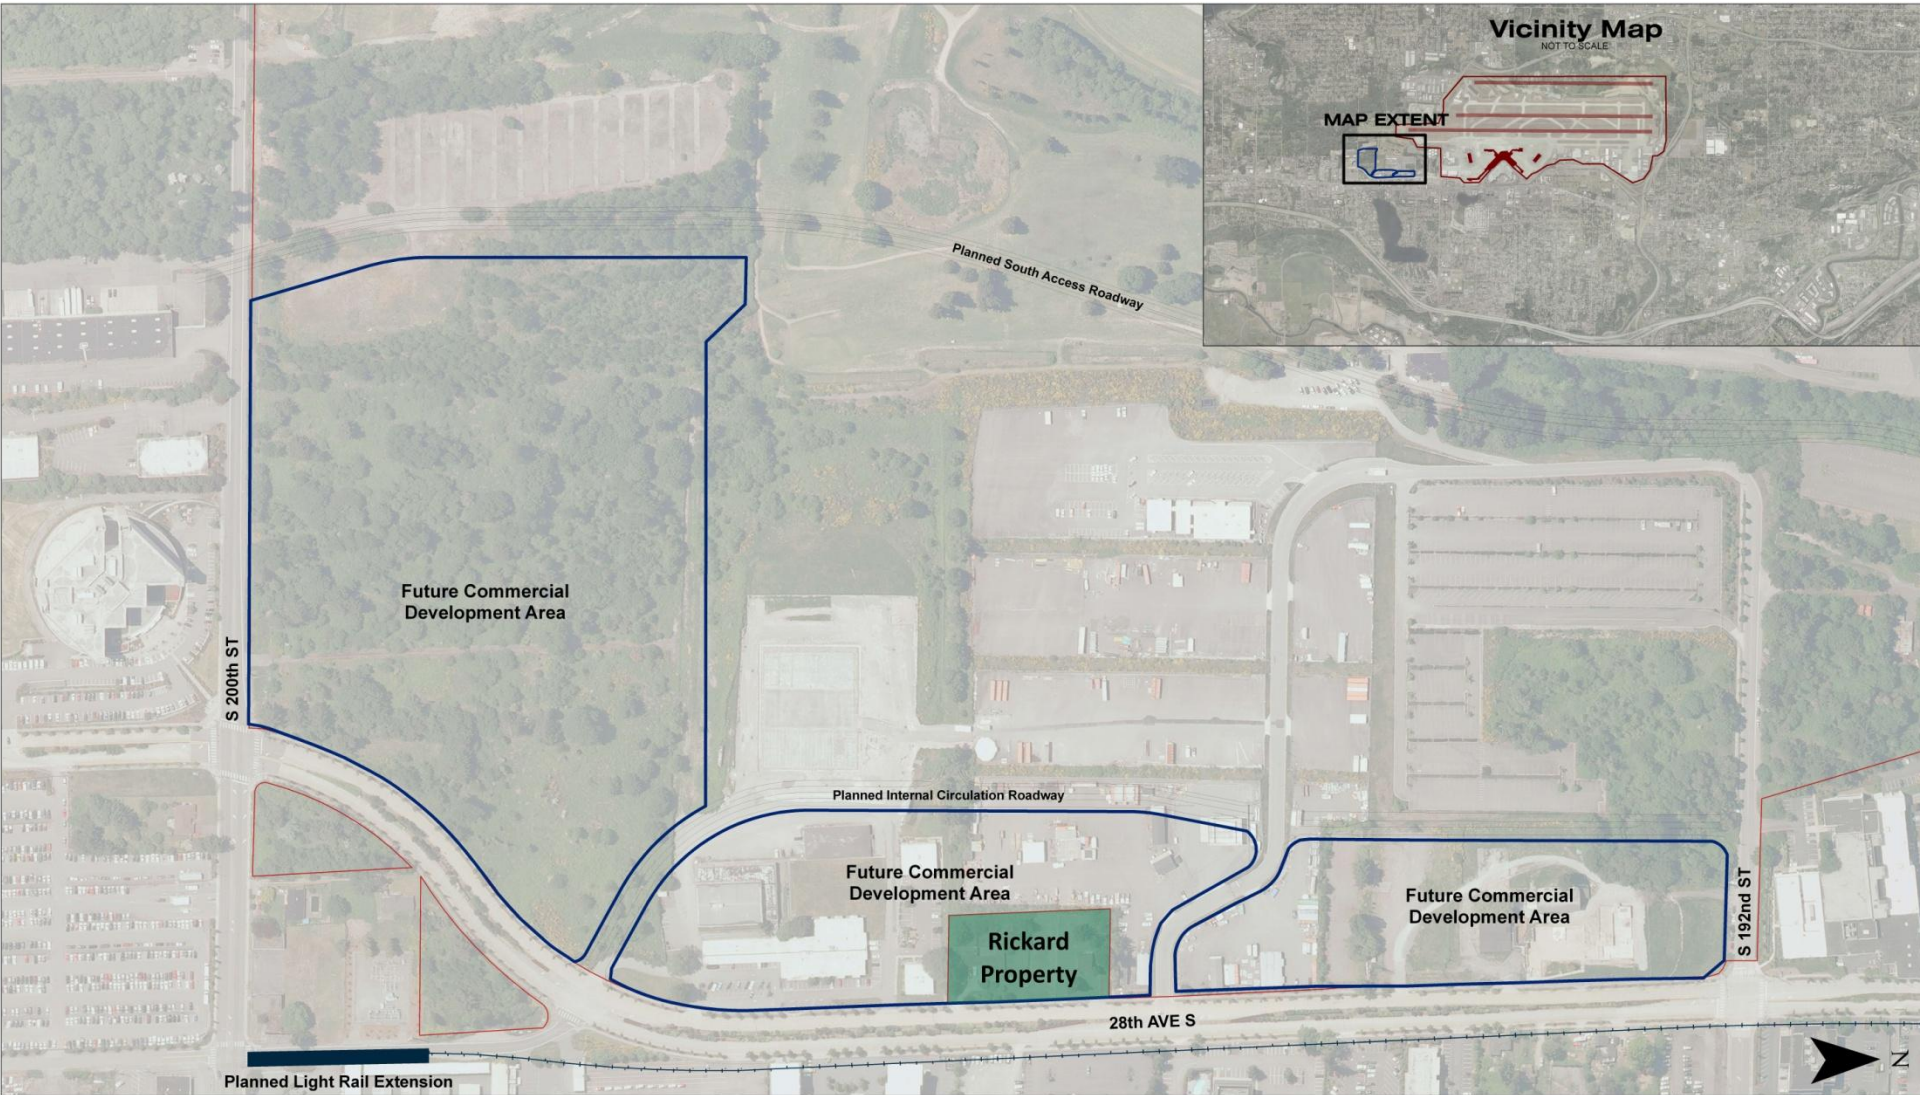 Vicinity Map
NOT TO SCALE
MAP EXTENT
Planned South Access Roadway
Future Commercial
Development Area
S 200th ST
Planned Internal Circulation Roadway
Future Commercial
Development Area
Future Commercial
Development Area
S 192nd ST
Rickard
Property
28th AVE S
Planned Light Rail Extension
N